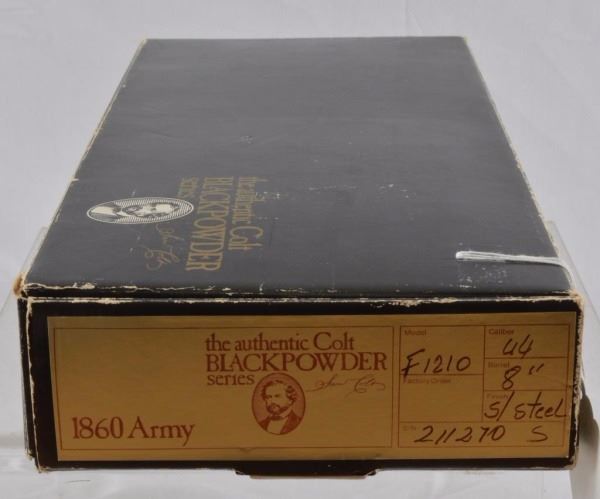 the authentic Colt
BLACKPOWDER
series
the authentic Colt
BLACKPOWDER
series
1860 Army
Model
F1210
Factory Order
Caliber
44
Barrel
8"
Finish
S/Steel
S/N
211270 S